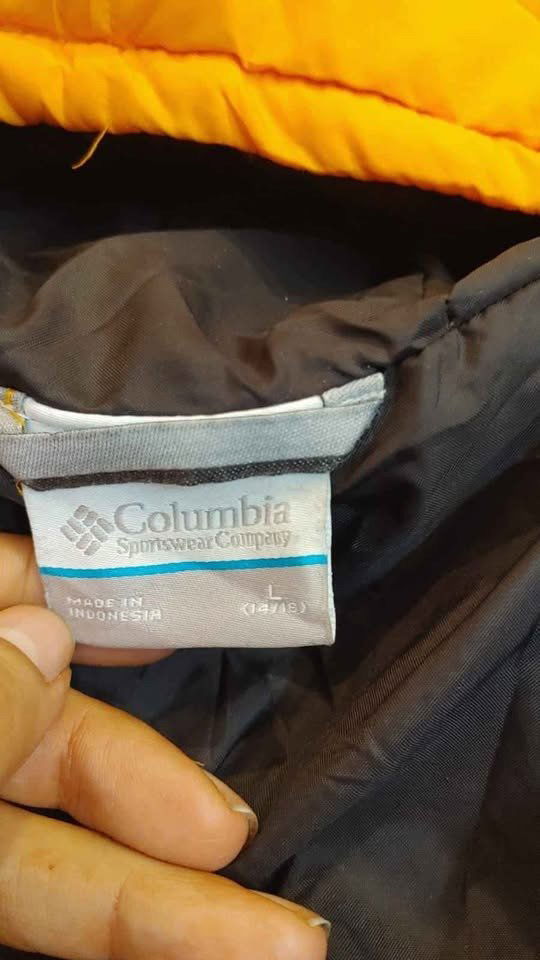 Columbia
Sportswear Company
MADE IN
INDONESIA
L
(14/16)